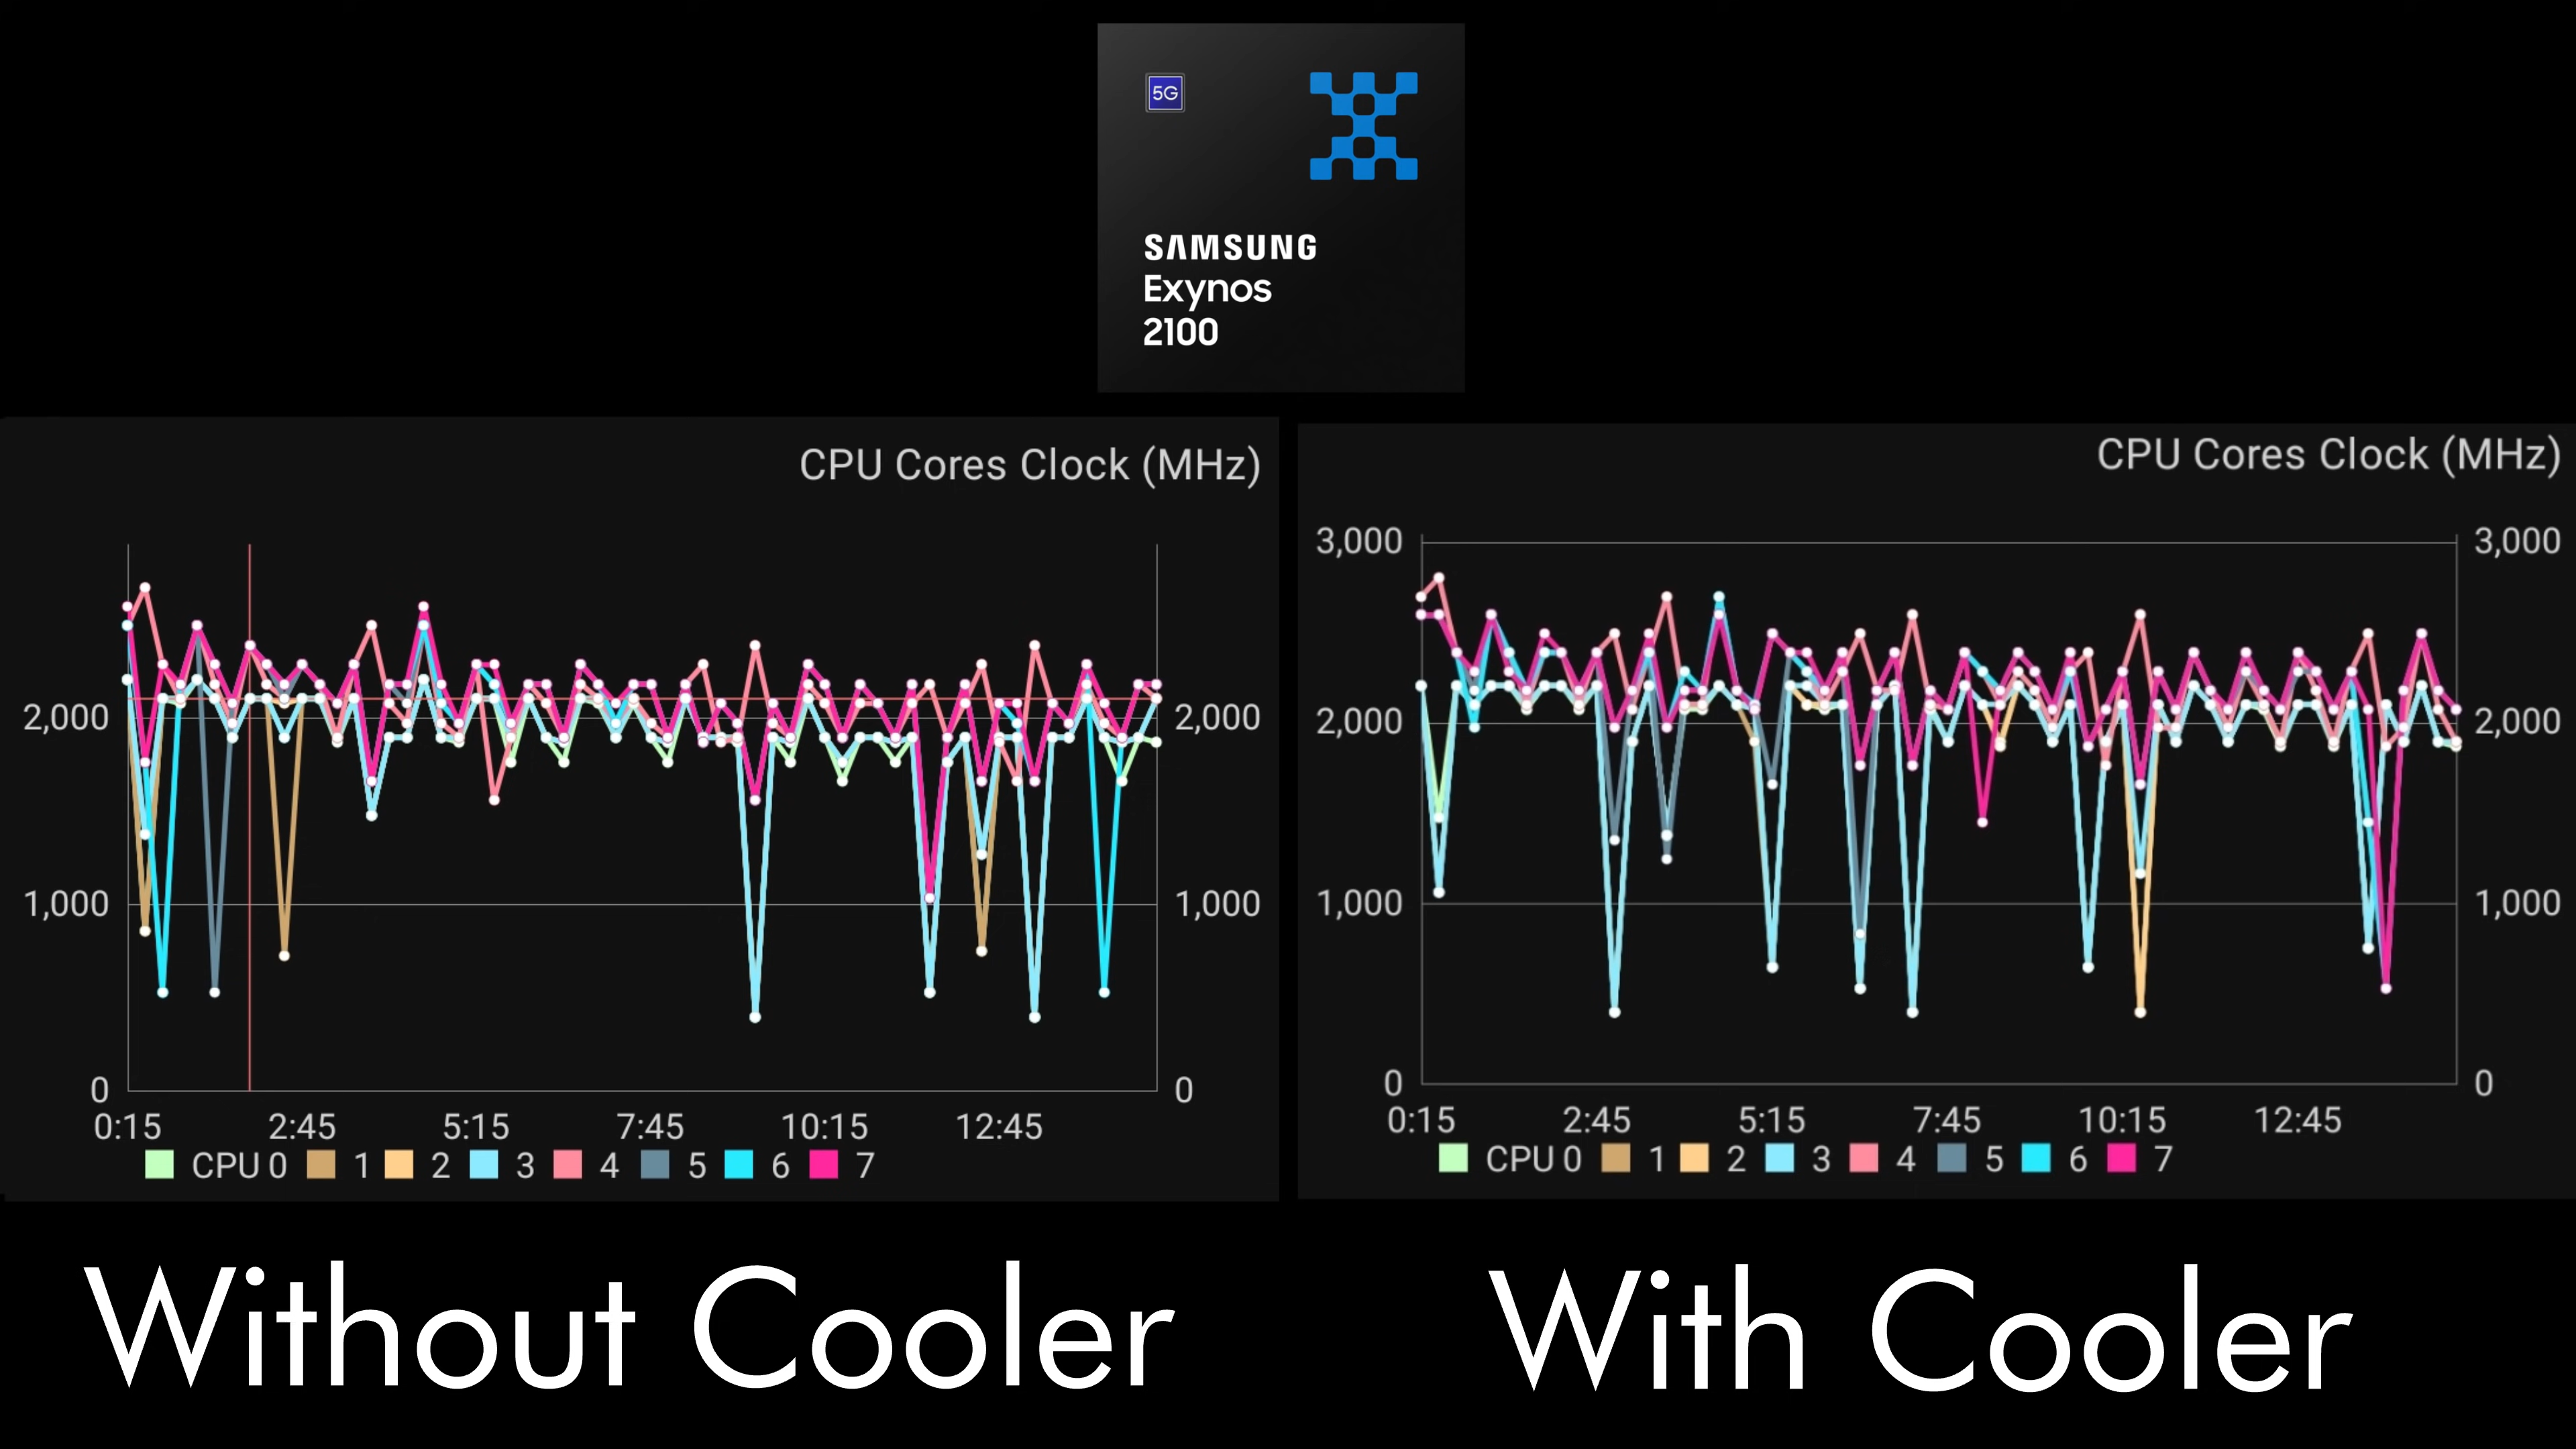 5G
SAMSUNG
Exynos
2100
CPU Cores Clock (MHz)
2,000
1,000
0
2,000
1,000
0
0:15 2:45 5:15 7:45 10:15 12:45
CPU 0 1 2 3 4 5 6 7
CPU Cores Clock (MHz)
3,000
2,000
1,000
0
3,000
2,000
1,000
0
0:15 2:45 5:15 7:45 10:15 12:45
CPU 0 1 2 3 4 5 6 7
Without Cooler
With Cooler